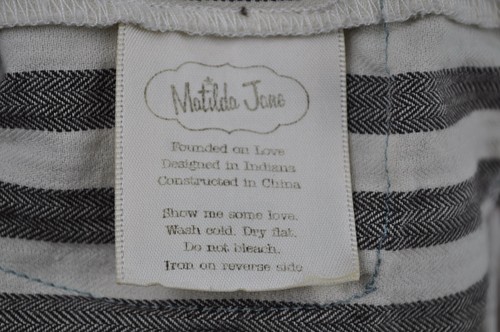 Matilda Jane
Founded on Love
Designed in Indiana
Constructed in China
Show me some love.
Wash cold. Dry flat.
Do not bleach.
Iron on reverse side